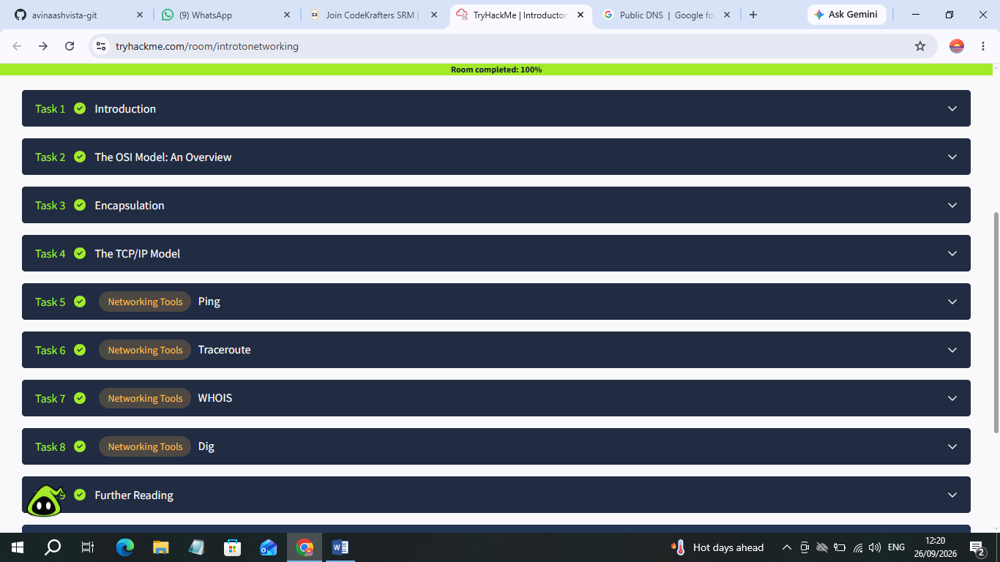 avinaashvista-git
(9) WhatsApp
Join CodeKrafters SRM |
TryHackMe | Introductor
Public DNS | Google fo
Ask Gemini
tryhackme.com/room/introtonetworking
Room completed: 100%
Task 1 Introduction
Task 2 The OSI Model: An Overview
Task 3 Encapsulation
Task 4 The TCP/IP Model
Task 5 Networking Tools Ping
Task 6 Networking Tools Traceroute
Task 7 Networking Tools WHOIS
Task 8 Networking Tools Dig
9 Further Reading
Hot days ahead
ENG
12:20
26/09/2026
2